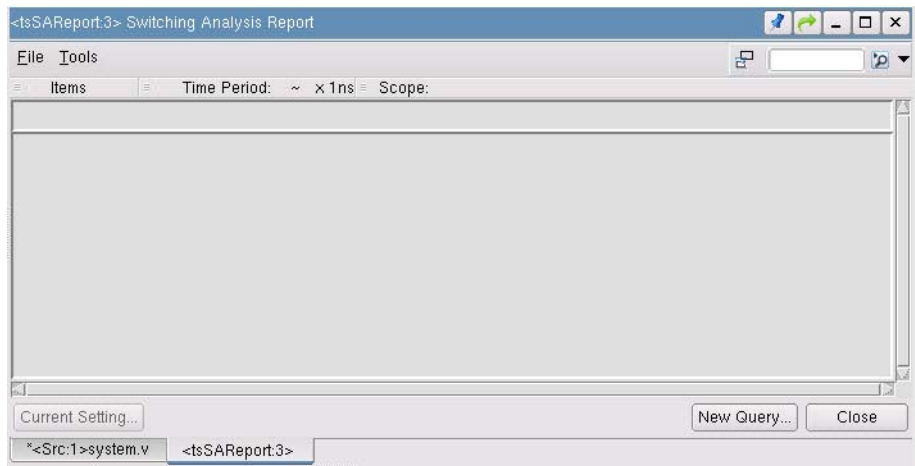 <tsSAReport:3> Switching Analysis Report
File Tools
Items Time Period: ~ x 1ns Scope:
Current Setting... New Query... Close
*<Src:1>system.v <tsSAReport:3>